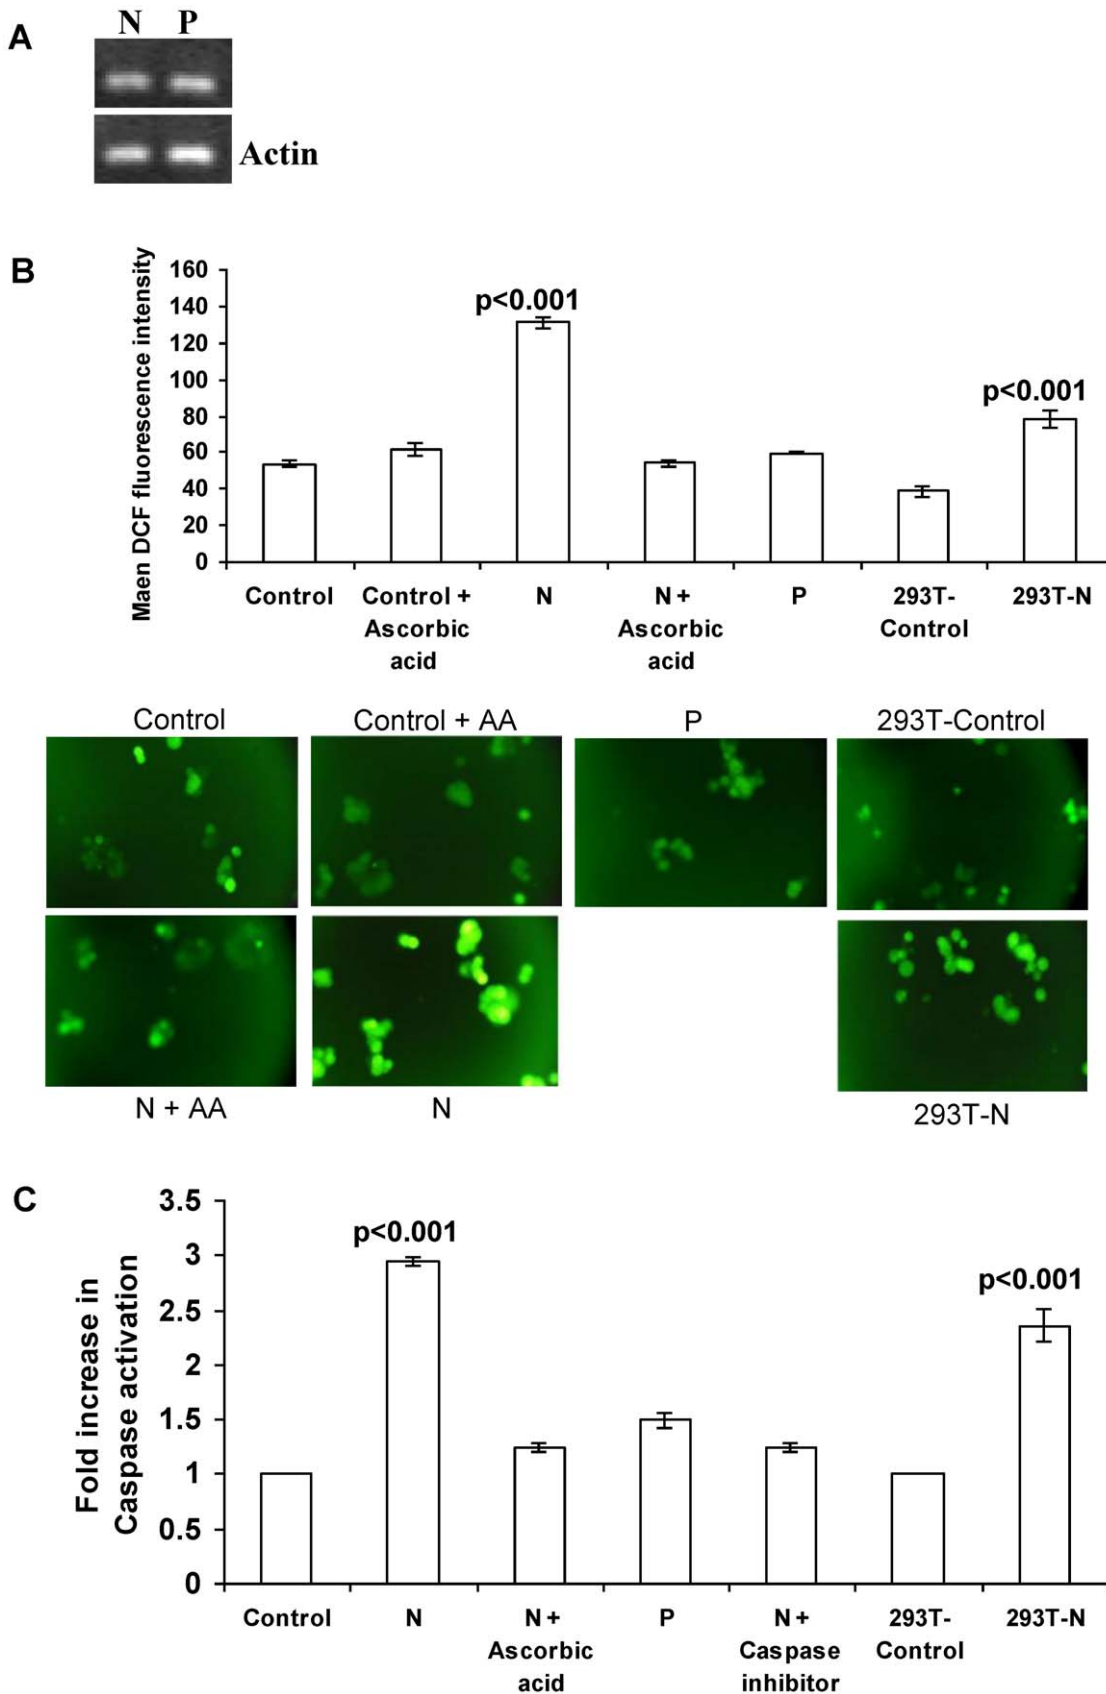 A
N P
Actin
B
Maen DCF fluorescence intensity
160
140
120
100
80
60
40
20
0
p<0.001
p<0.001
Control
Control +
Ascorbic
acid
N
N +
Ascorbic
acid
P
293T-
Control
293T-N
Control
Control + AA
P
293T-Control
N + AA
N
293T-N
C
Fold increase in
Caspase activation
3.5
3
2.5
2
1.5
1
0.5
0
p<0.001
p<0.001
Control
N
N +
Ascorbic
acid
P
N +
Caspase
inhibitor
293T-
Control
293T-N